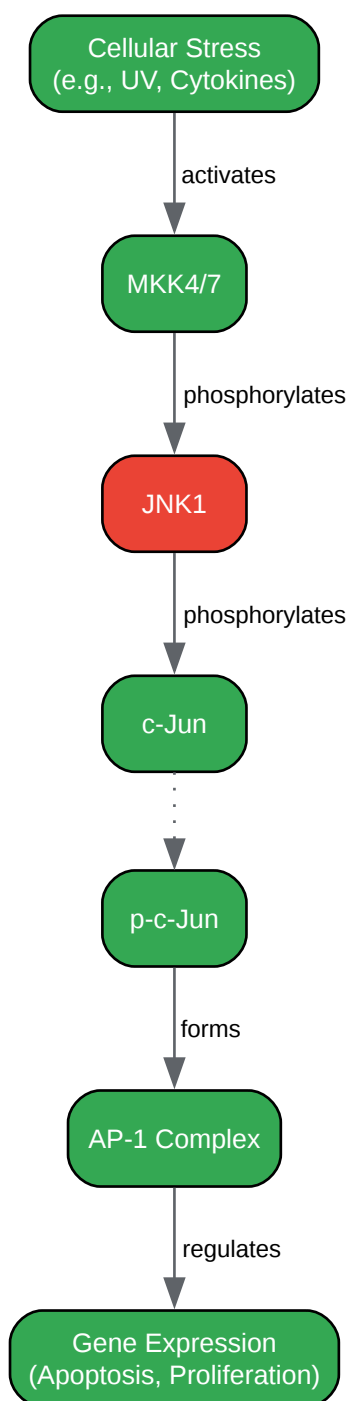 Cellular Stress
(e.g., UV, Cytokines)
activates
MKK4/7
phosphorylates
JNK1
phosphorylates
c-Jun
p-c-Jun
forms
AP-1 Complex
regulates
Gene Expression
(Apoptosis, Proliferation)